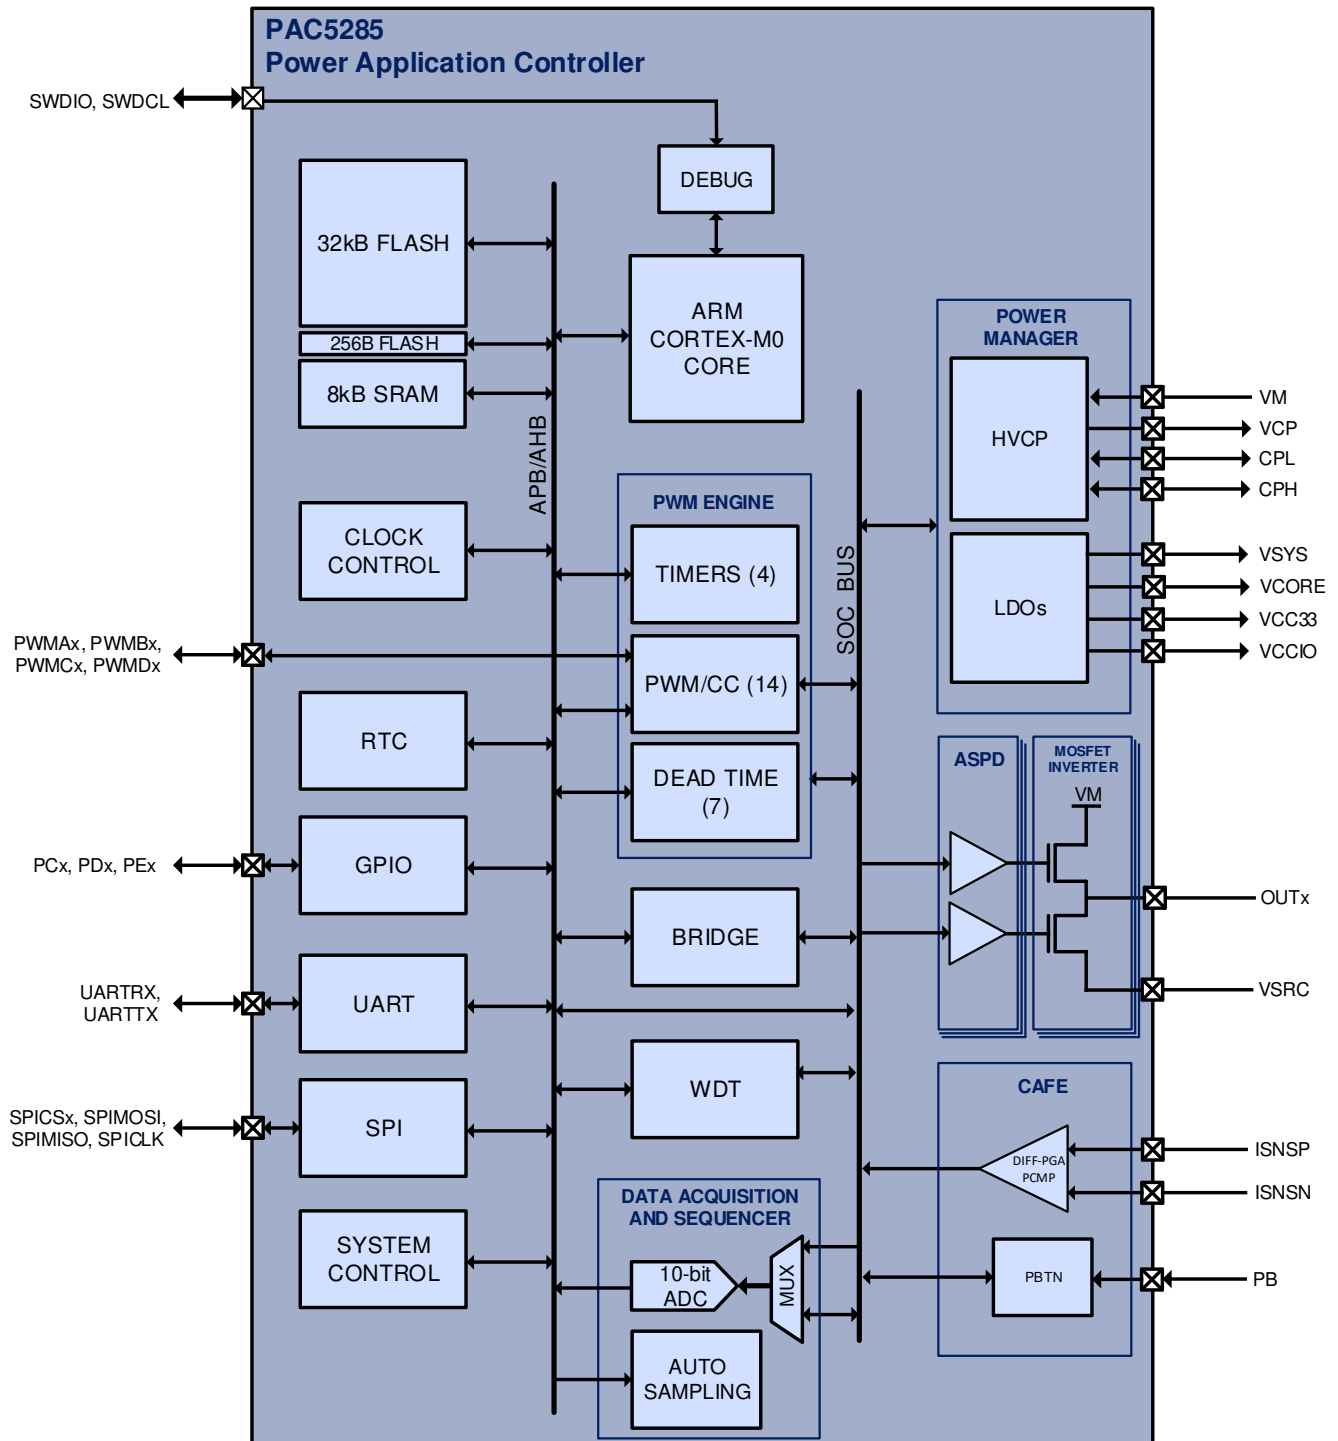 PAC5285
Power Application Controller
SWDIO, SWDCL
DEBUG
32kB FLASH
256B FLASH
8kB SRAM
ARM
CORTEX-M0
CORE
APB/AHB
POWER
MANAGER
HVCP
VM
VCP
CPL
CPH
LDOs
VSYS
VCORE
VCC33
VCCIO
CLOCK
CONTROL
PWM ENGINE
TIMERS (4)
PWM/CC (14)
DEAD TIME
(7)
SOC BUS
PWMAx, PWMBx,
PWMCx, PWMDx
RTC
ASPD
MOSFET
INVERTER
VM
OUTx
VSRC
PCx, PDx, PEx
GPIO
BRIDGE
UARTRX,
UARTTX
UART
WDT
SPICSx, SPIMOSI,
SPIMISO, SPICLK
SPI
CAFE
DIFF-PGA
PCMP
ISNSP
ISNSN
PBTN
PB
DATA ACQUISITION
AND SEQUENCER
10-bit
ADC
MUX
AUTO
SAMPLING
SYSTEM
CONTROL